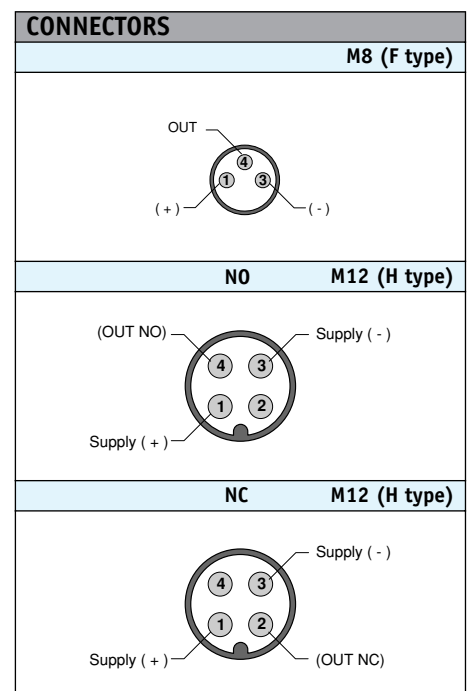 CONNECTORS
M8 (F type)
OUT
4
1 3
( + ) ( - )
NO M12 (H type)
(OUT NO) Supply ( - )
4 3
1 2
Supply ( + )
NC M12 (H type)
Supply ( - )
4 3
1 2
Supply ( + ) (OUT NC)